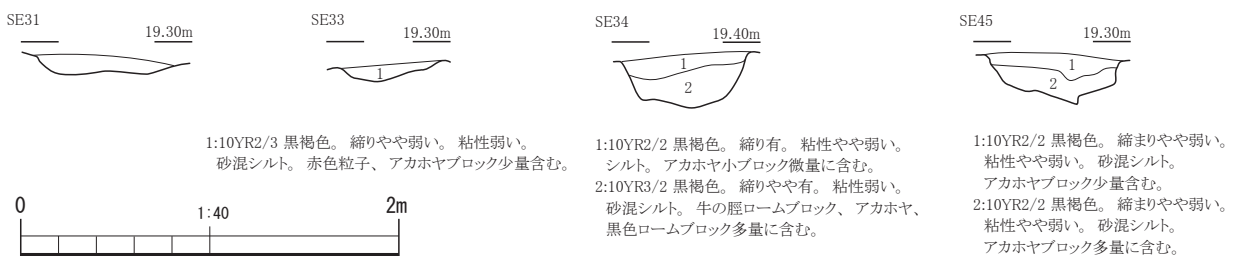 SE31
19.30m
SE33
19.30m
1
1:10YR2/3 黒褐色。 締りやや弱い。 粘性弱い。
砂混シルト。 赤色粒子、 アカホヤブロック少量含む。
SE34
19.40m
1
2
1:10YR2/2 黒褐色。 締り有。 粘性やや弱い。
シルト。 アカホヤ小ブロック微量に含む。
2:10YR3/2 黒褐色。 締りやや有。 粘性弱い。
砂混シルト。 牛の脛ロームブロック、 アカホヤ、
黒色ロームブロック多量に含む。
SE45
19.30m
1
2
1:10YR2/2 黒褐色。 締まりやや弱い。
粘性やや弱い。 砂混シルト。
アカホヤブロック少量含む。
2:10YR2/2 黒褐色。 締まりやや弱い。
粘性やや弱い。 砂混シルト。
アカホヤブロック多量に含む。
0
1:40
2m